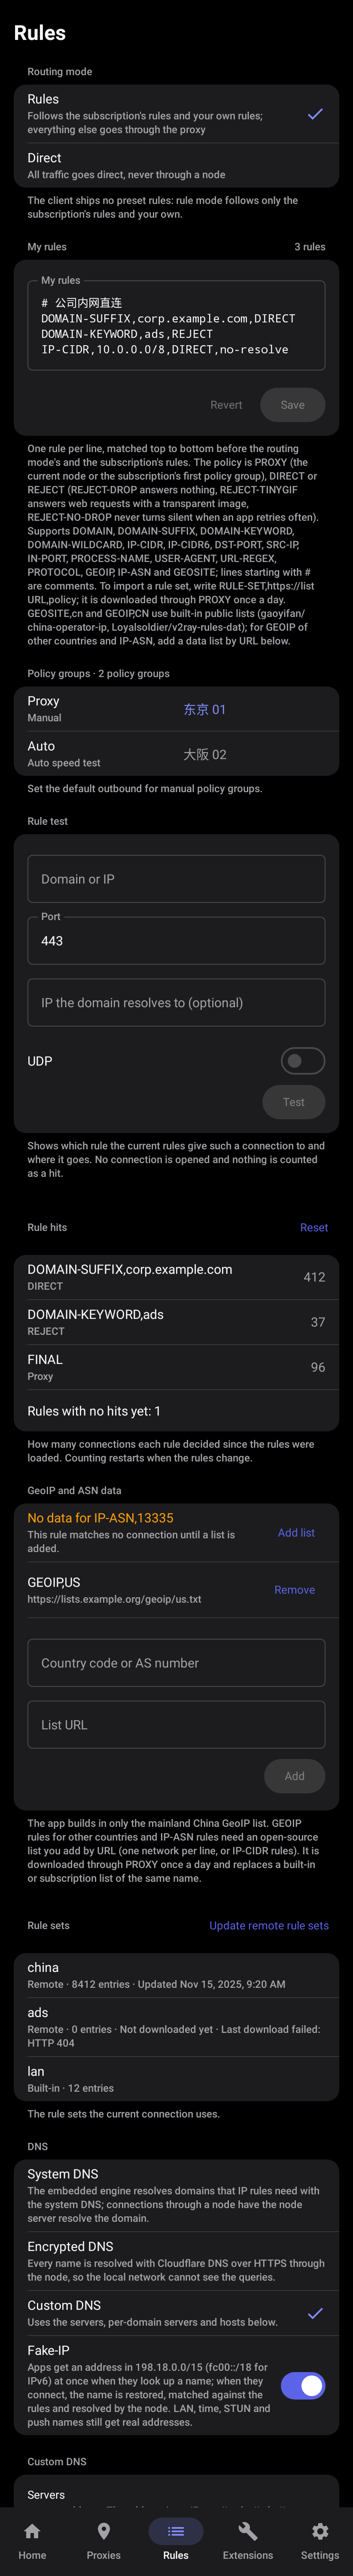 Rules
Routing mode
Rules
Follows the subscription's rules and your own rules;
everything else goes through the proxy
Direct
All traffic goes direct, never through a node
The client ships no preset rules: rule mode follows only the
subscription's rules and your own.
My rules 3 rules
My rules
# 公司内网直连
DOMAIN-SUFFIX,corp.example.com,DIRECT
DOMAIN-KEYWORD,ads,REJECT
IP-CIDR,10.0.0.0/8,DIRECT,no-resolve
Revert Save
One rule per line, matched top to bottom before the routing
mode's and the subscription's rules. The policy is PROXY (the
current node or the subscription's first policy group), DIRECT or
REJECT (REJECT-DROP answers nothing, REJECT-TINYGIF
answers web requests with a transparent image,
REJECT-NO-DROP never turns silent when an app retries often).
Supports DOMAIN, DOMAIN-SUFFIX, DOMAIN-KEYWORD,
DOMAIN-WILDCARD, IP-CIDR, IP-CIDR6, DST-PORT, SRC-IP,
IN-PORT, PROCESS-NAME, USER-AGENT, URL-REGEX,
PROTOCOL, GEOIP, IP-ASN and GEOSITE; lines starting with #
are comments. To import a rule set, write RULE-SET,https://list
URL,policy; it is downloaded through PROXY once a day.
GEOSITE,cn and GEOIP,CN use built-in public lists (gaoyifan/
china-operator-ip, Loyalsoldier/v2ray-rules-dat); for GEOIP of
other countries and IP-ASN, add a data list by URL below.
Policy groups · 2 policy groups
Proxy
Manual
东京 01
Auto
Auto speed test
大阪 02
Set the default outbound for manual policy groups.
Rule test
Domain or IP
Port
443
IP the domain resolves to (optional)
UDP
Test
Shows which rule the current rules give such a connection to and
where it goes. No connection is opened and nothing is counted
as a hit.
Rule hits Reset
DOMAIN-SUFFIX,corp.example.com
DIRECT
412
DOMAIN-KEYWORD,ads
REJECT
37
FINAL
Proxy
96
Rules with no hits yet: 1
How many connections each rule decided since the rules were
loaded. Counting restarts when the rules change.
GeoIP and ASN data
No data for IP-ASN,13335
This rule matches no connection until a list is
added.
Add list
GEOIP,US
https://lists.example.org/geoip/us.txt
Remove
Country code or AS number
List URL
Add
The app builds in only the mainland China GeoIP list. GEOIP
rules for other countries and IP-ASN rules need an open-source
list you add by URL (one network per line, or IP-CIDR rules). It is
downloaded through PROXY once a day and replaces a built-in
or subscription list of the same name.
Rule sets Update remote rule sets
china
Remote · 8412 entries · Updated Nov 15, 2025, 9:20 AM
ads
Remote · 0 entries · Not downloaded yet · Last download failed:
HTTP 404
lan
Built-in · 12 entries
The rule sets the current connection uses.
DNS
System DNS
The embedded engine resolves domains that IP rules need with
the system DNS; connections through a node have the node
server resolve the domain.
Encrypted DNS
Every name is resolved with Cloudflare DNS over HTTPS through
the node, so the local network cannot see the queries.
Custom DNS
Uses the servers, per-domain servers and hosts below.
Fake-IP
Apps get an address in 198.18.0.0/15 (fc00::/18 for
IPv6) at once when they look up a name; when they
connect, the name is restored, matched against the
rules and resolved by the node. LAN, time, STUN and
push names still get real addresses.
Custom DNS
Servers
Home Proxies Rules Extensions Settings